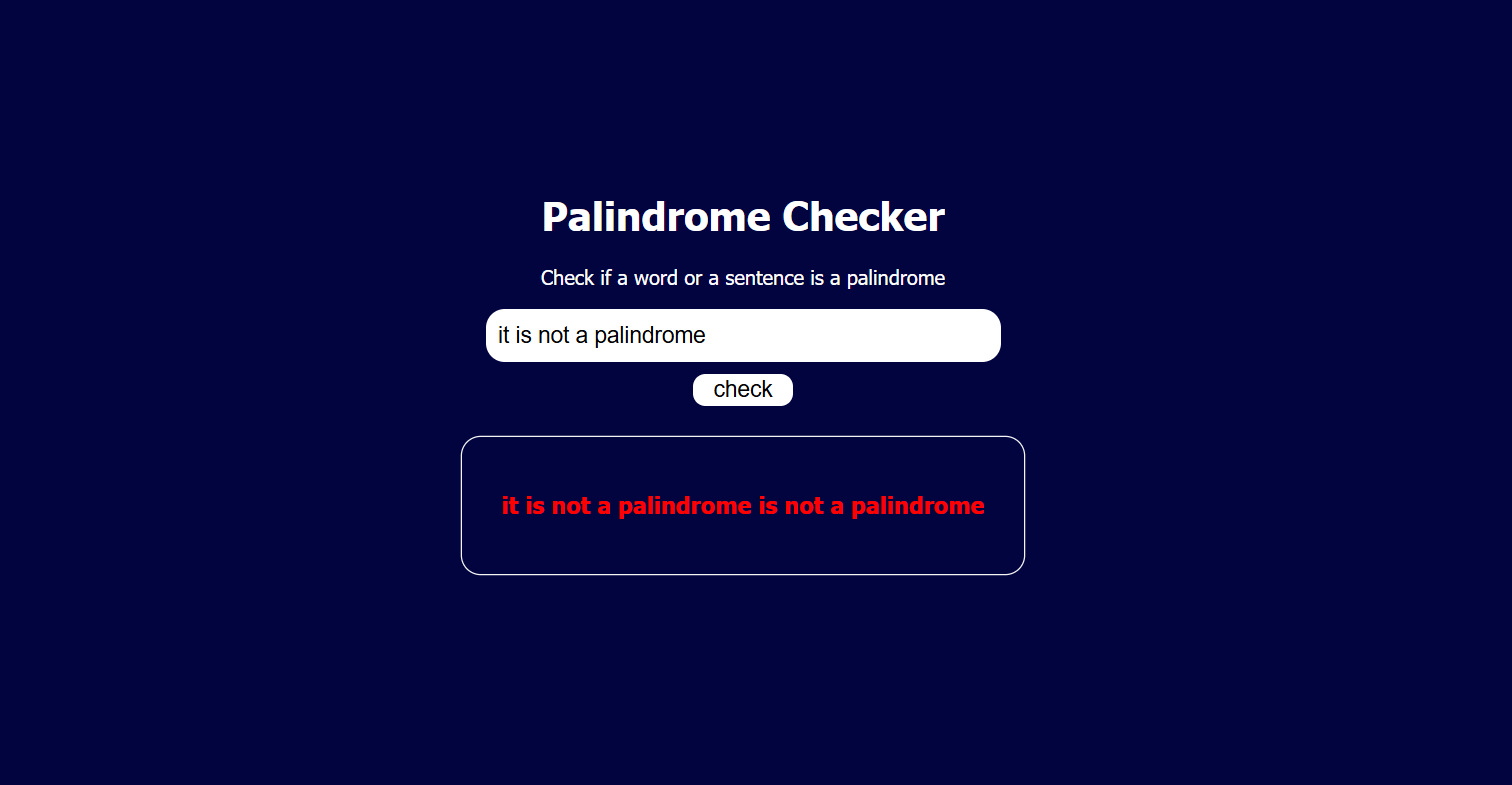 Palindrome Checker
Check if a word or a sentence is a palindrome
it is not a palindrome
check
it is not a palindrome is not a palindrome